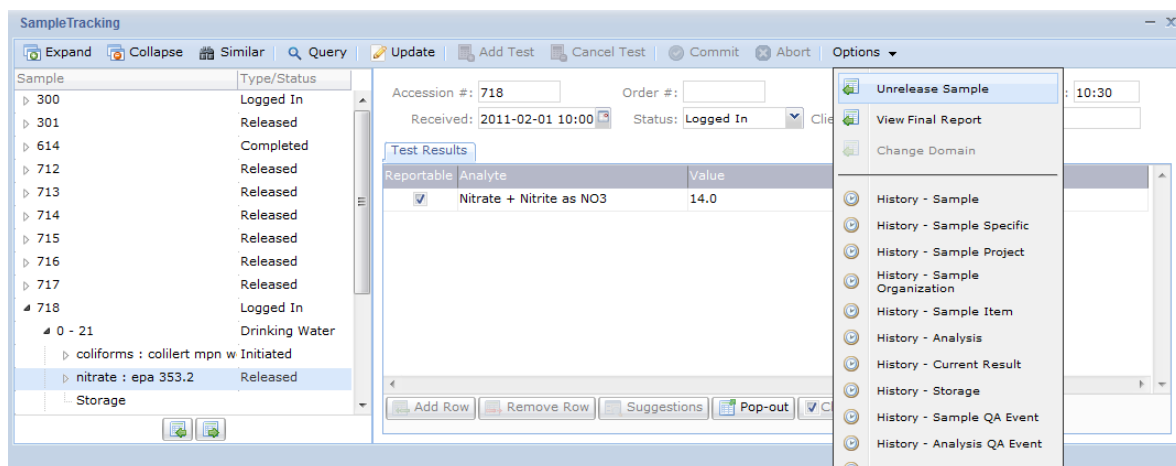 SampleTracking
Expand Collapse Similar Query Update Add Test Cancel Test Commit Abort Options
Sample Type/Status
300 Logged In
301 Released
614 Completed
712 Released
713 Released
714 Released
715 Released
716 Released
717 Released
718 Logged In
0 - 21 Drinking Water
coliforms : colilert mpn w Initiated
nitrate : epa 353.2 Released
Storage
Accession #: 718 Order #: : 10:30
Received: 2011-02-01 10:00 Status: Logged In Clie
Test Results
Reportable Analyte Value
Nitrate + Nitrite as NO3 14.0
Add Row Remove Row Suggestions Pop-out
Unrelease Sample
View Final Report
Change Domain
History - Sample
History - Sample Specific
History - Sample Project
History - Sample
Organization
History - Sample Item
History - Analysis
History - Current Result
History - Storage
History - Sample QA Event
History - Analysis QA Event